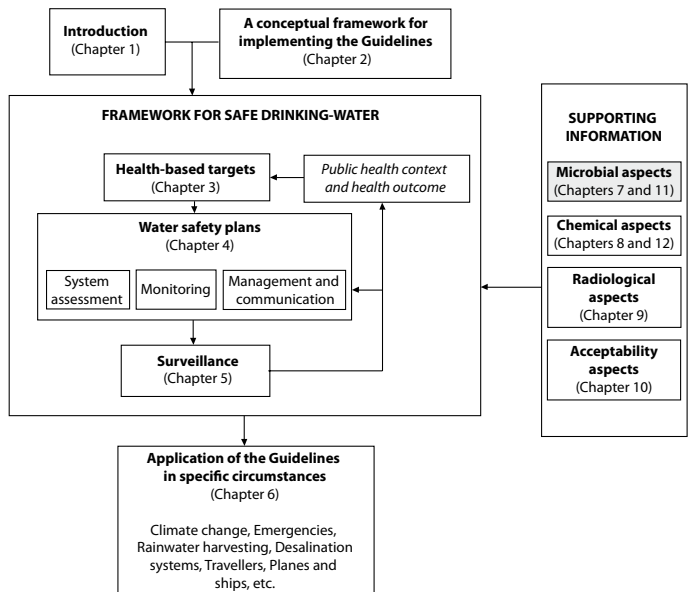 Introduction
(Chapter 1)
A conceptual framework for
implementing the Guidelines
(Chapter 2)
FRAMEWORK FOR SAFE DRINKING-WATER
Health-based targets
(Chapter 3)
Public health context
and health outcome
Water safety plans
(Chapter 4)
System
assessment
Monitoring
Management and
communication
Surveillance
(Chapter 5)
SUPPORTING
INFORMATION
Microbial aspects
(Chapters 7 and 11)
Chemical aspects
(Chapters 8 and 12)
Radiological
aspects
(Chapter 9)
Acceptability
aspects
(Chapter 10)
Application of the Guidelines
in specific circumstances
(Chapter 6)
Climate change, Emergencies,
Rainwater harvesting, Desalination
systems, Travellers, Planes and
ships, etc.